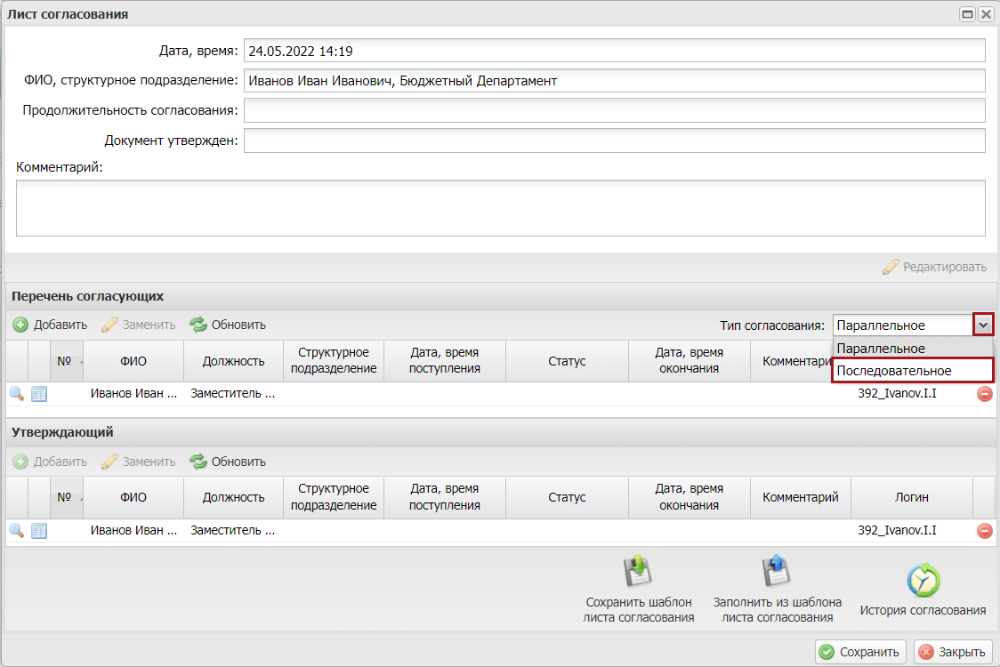 Лист согласования
Дата, время: 24.05.2022 14:19
ФИО, структурное подразделение: Иванов Иван Иванович, Бюджетный Департамент
Продолжительность согласования:
Документ утвержден:
Комментарий:
Редактировать
Перечень согласующих
Добавить Заменить Обновить Тип согласования: Параллельное
Параллельное
Последовательное
№ ФИО Должность Структурное подразделение Дата, время поступления Статус Дата, время окончания Комментари
Иванов Иван ... Заместитель ... 392_Ivanov.I.I
Утверждающий
Добавить Заменить Обновить
№ ФИО Должность Структурное подразделение Дата, время поступления Статус Дата, время окончания Комментарий Логин
Иванов Иван ... Заместитель ... 392_Ivanov.I.I
Сохранить шаблон листа согласования
Заполнить из шаблона листа согласования
История согласования
Сохранить Закрыть